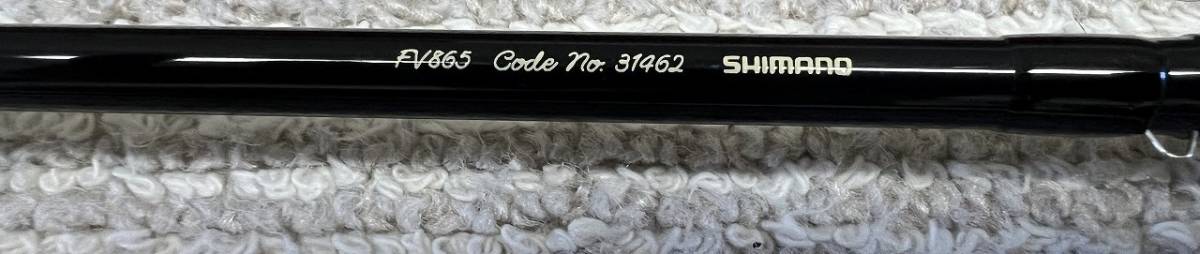 FV865 Code No. 31462 SHIMANO